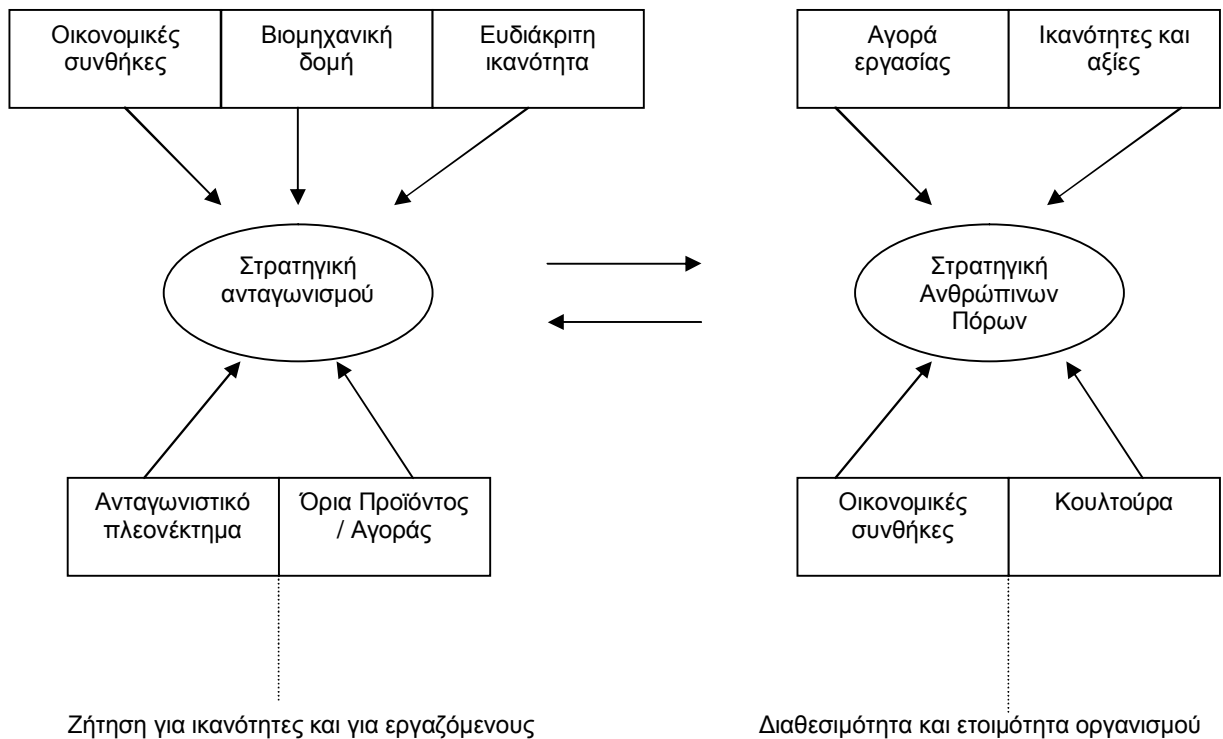 Οικονομικές
συνθήκες
Βιομηχανική
δομή
Ευδιάκριτη
ικανότητα
Αγορά
εργασίας
Ικανότητες και
αξίες
Στρατηγική
ανταγωνισμού
Στρατηγική
Ανθρώπινων
Πόρων
Ανταγωνιστικό
πλεονέκτημα
Όρια Προϊόντος
/ Αγοράς
Οικονομικές
συνθήκες
Κουλτούρα
Ζήτηση για ικανότητες και για εργαζόμενους
Διαθεσιμότητα και ετοιμότητα οργανισμού